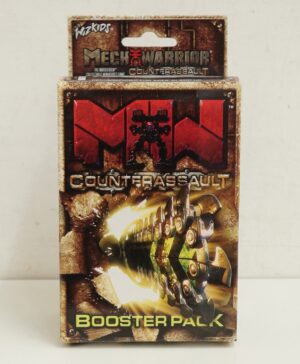 WIZKIDS
MECHWARRIOR
COUNTERASSAULT
MW
COUNTERASSAULT
BOOSTER PACK